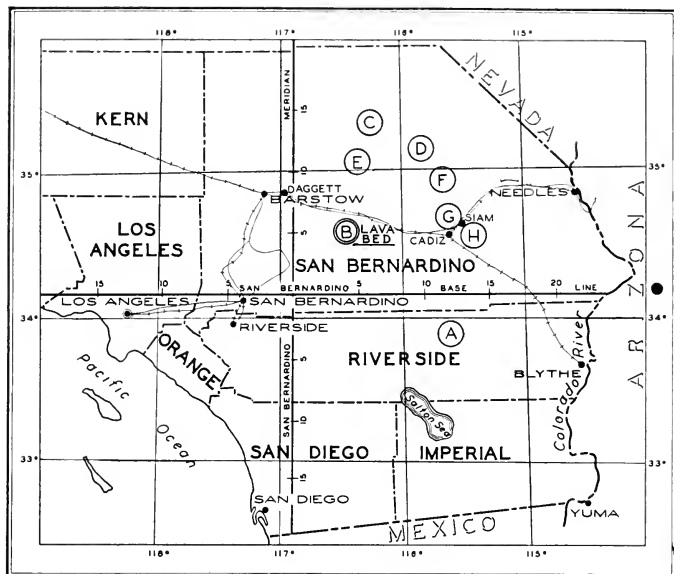 118° 117° 116° 115°
NEVADA
KERN
MERIDIAN
15
C
10
E
D
F
35° 35°
DAGGETT
BARSTOW
NEEDLES
G
SIAM
LOS ANGELES
5
B
LAVA BED
CADIZ
H
SAN BERNARDINO
ARIZONA
15 10 5 SAN BERNARDINO 5 10 BASE 15 20 LINE
LOS ANGELES
SAN BERNARDINO
34° 34°
RIVERSIDE
A
ORANGE
RIVERSIDE
SAN BERNARDINO
5
BLYTHE
Colorado River
Pacific Ocean
Salton Sea
10
SAN DIEGO
IMPERIAL
33° 33°
15
SAN DIEGO
YUMA
MEXICO
118° 117° 116° 115°